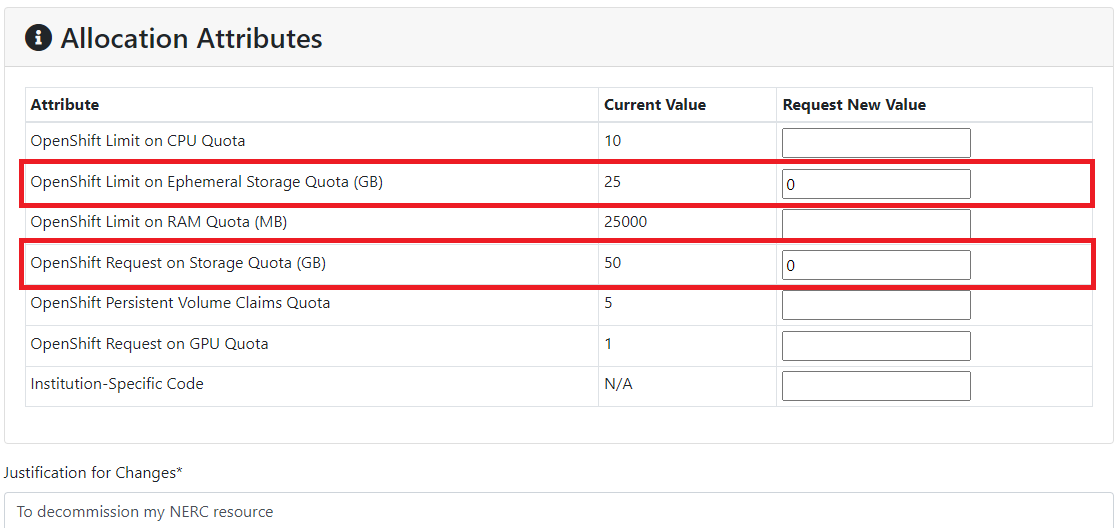 Allocation Attributes
Attribute Current Value Request New Value
OpenShift Limit on CPU Quota 10
OpenShift Limit on Ephemeral Storage Quota (GB) 25 0
OpenShift Limit on RAM Quota (MB) 25000
OpenShift Request on Storage Quota (GB) 50 0
OpenShift Persistent Volume Claims Quota 5
OpenShift Request on GPU Quota 1
Institution-Specific Code N/A
Justification for Changes*
To decommission my NERC resource